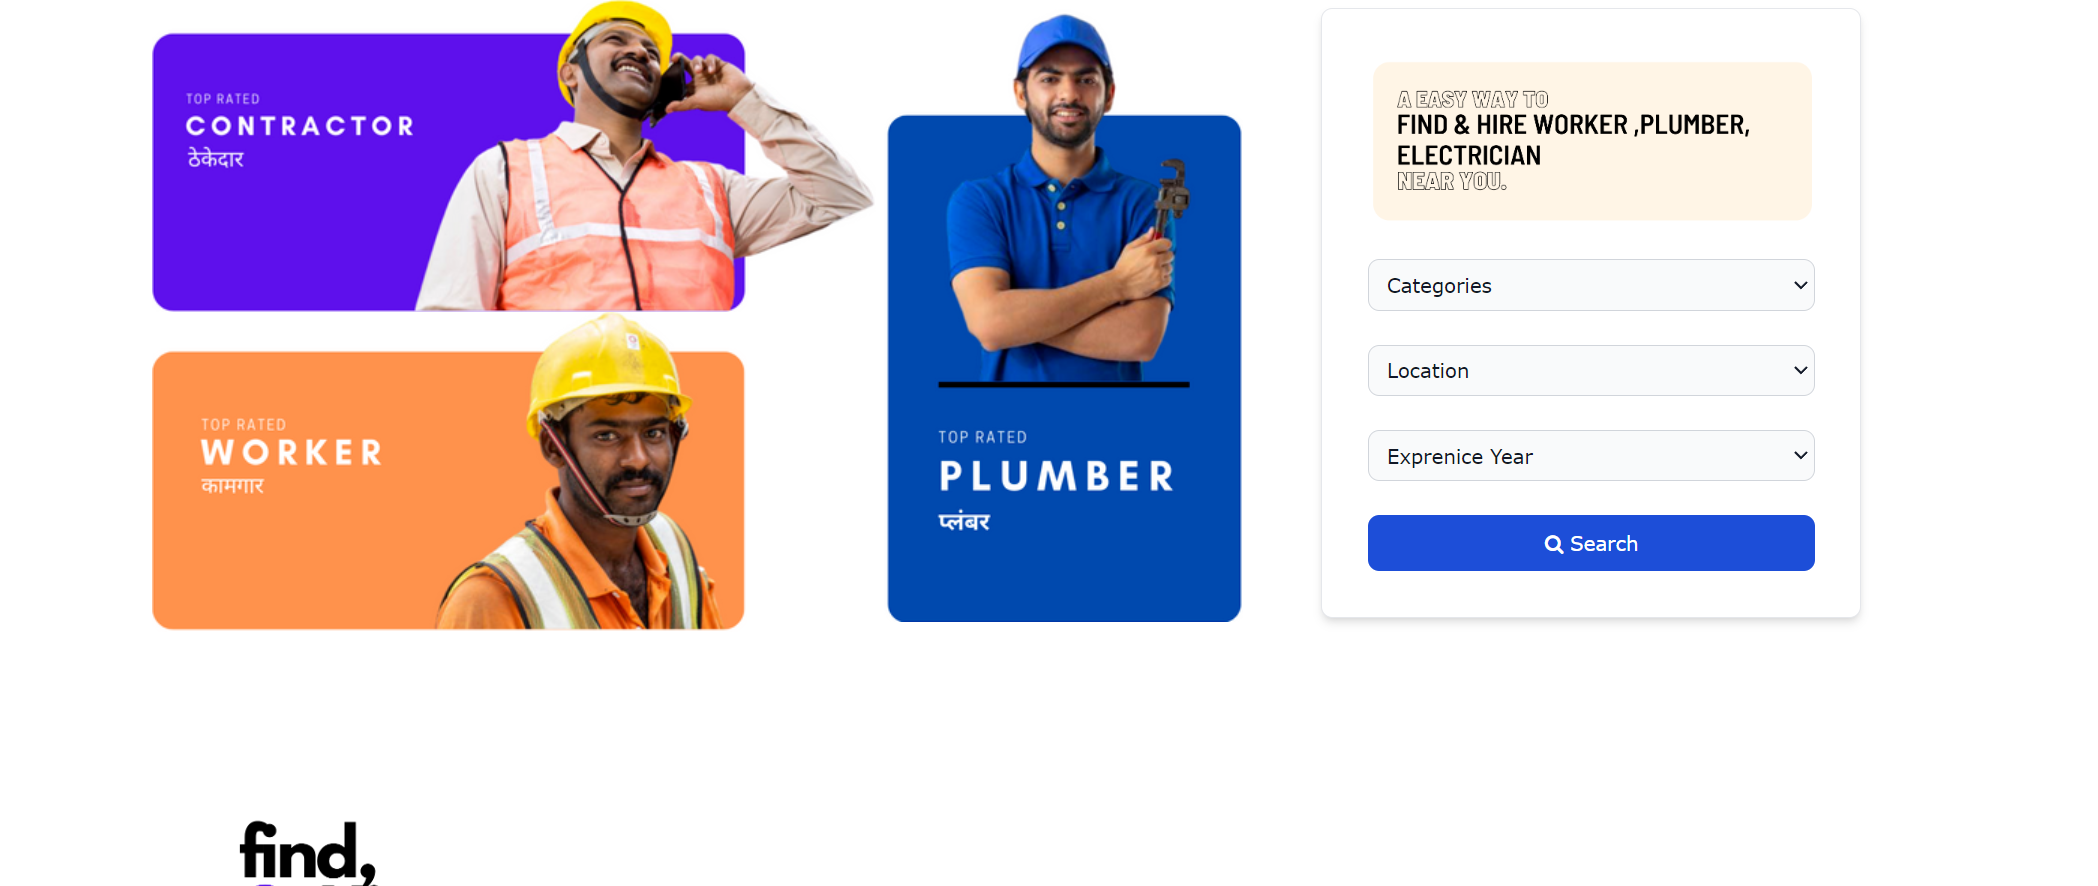 TOP RATED
CONTRACTOR
ठेकेदार
TOP RATED
WORKER
कामगार
TOP RATED
PLUMBER
प्लंबर
A EASY WAY TO
FIND & HIRE WORKER ,PLUMBER,
ELECTRICIAN
NEAR YOU.
Categories
Location
Exprenice Year
Search
find,